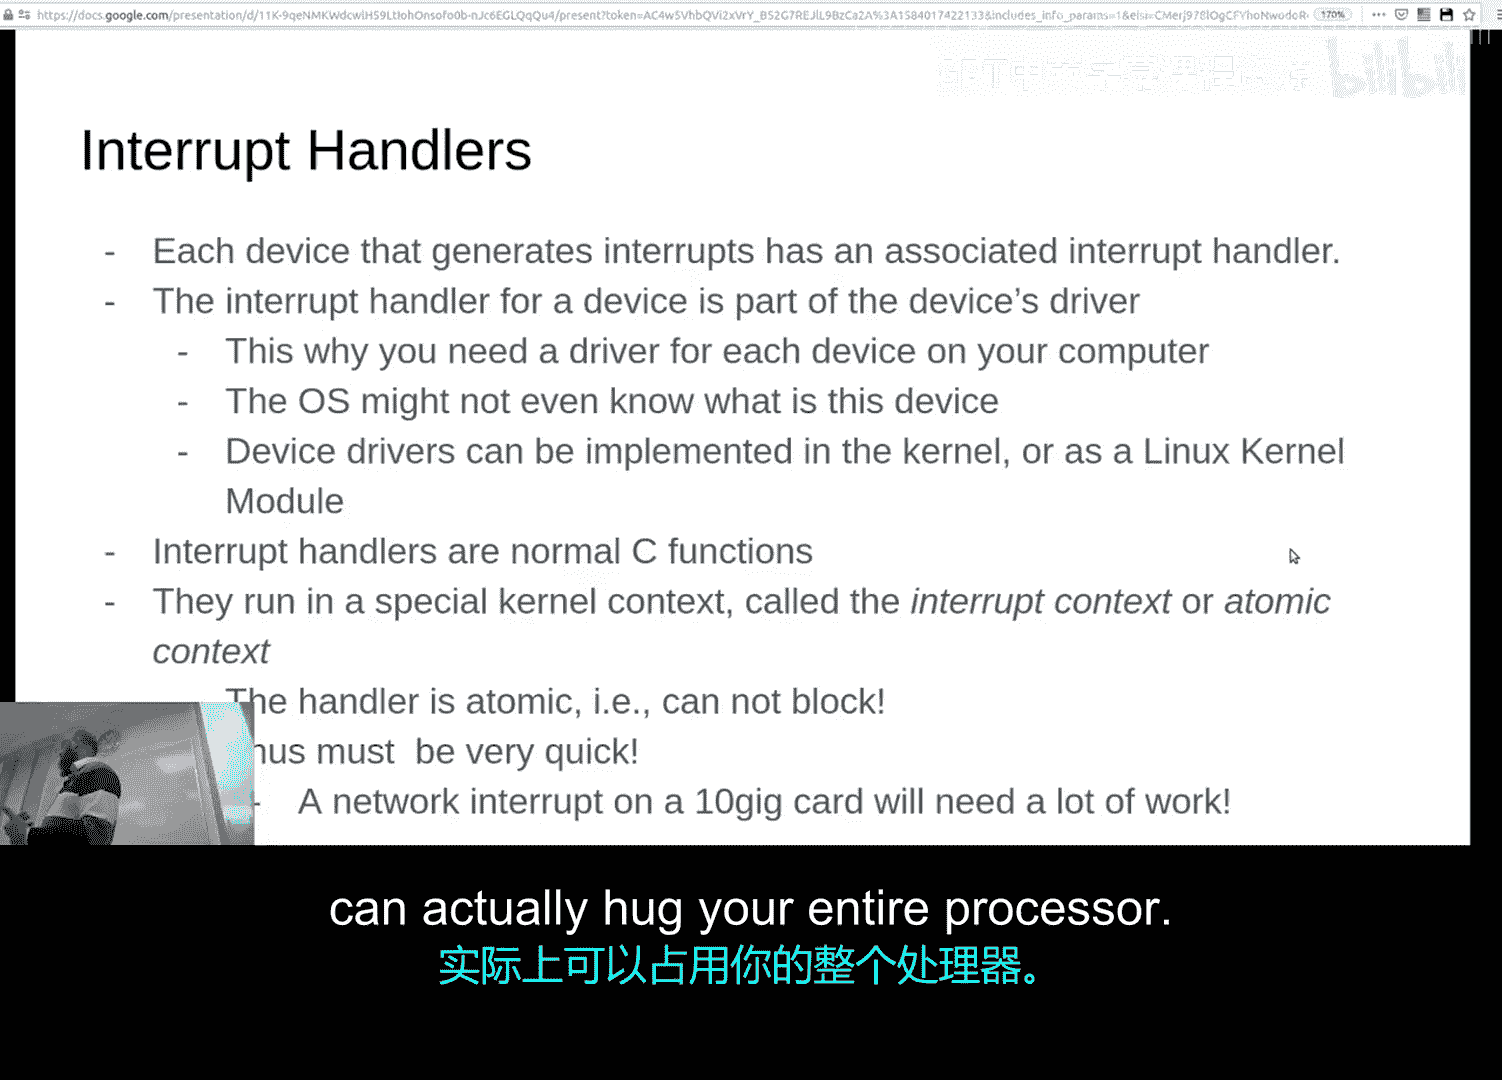 170%
Interrupt Handlers
- Each device that generates interrupts has an associated interrupt handler.
- The interrupt handler for a device is part of the device’s driver
- This why you need a driver for each device on your computer
- The OS might not even know what is this device
- Device drivers can be implemented in the kernel, or as a Linux Kernel
Module
- Interrupt handlers are normal C functions
- They run in a special kernel context, called the interrupt context or atomic
context
The handler is atomic, i.e., can not block!
must be very quick!
- A network interrupt on a 10gig card will need a lot of work!
can actually hug your entire processor.
实际上可以占用你的整个处理器。